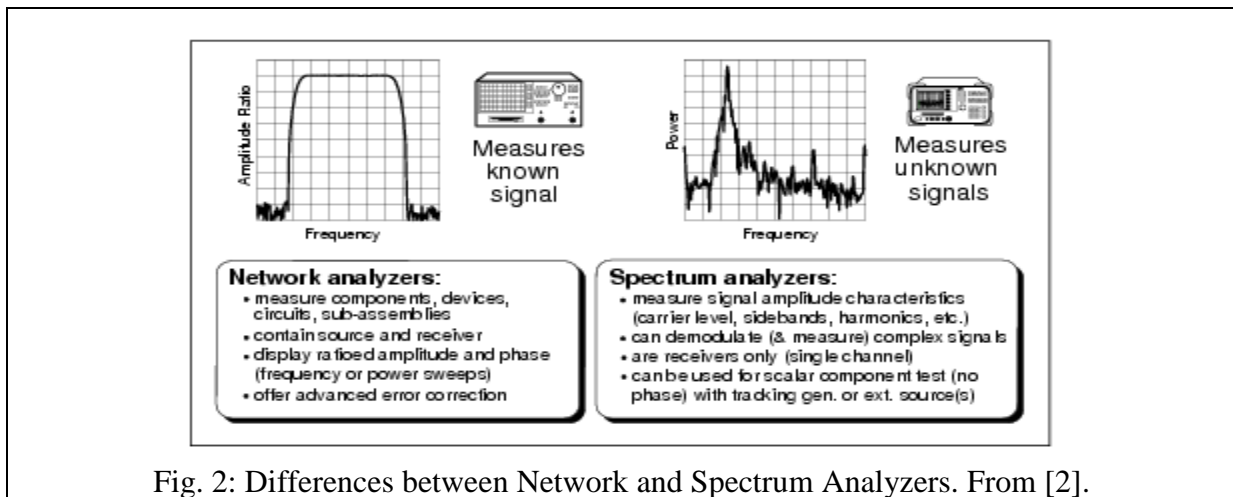 Amplitude Ratio
Frequency
Measures
known
signal
Power
Frequency
Measures
unknown
signals
Network analyzers:
• measure components, devices,
circuits, sub-assemblies
• contain source and receiver
• display ratioed amplitude and phase
(frequency or power sweeps)
• offer advanced error correction
Spectrum analyzers:
• measure signal amplitude characteristics
(carrier level, sidebands, harmonics, etc.)
• can demodulate (& measure) complex signals
• are receivers only (single channel)
• can be used for scalar component test (no
phase) with tracking gen. or ext. source(s)
Fig. 2: Differences between Network and Spectrum Analyzers. From [2].